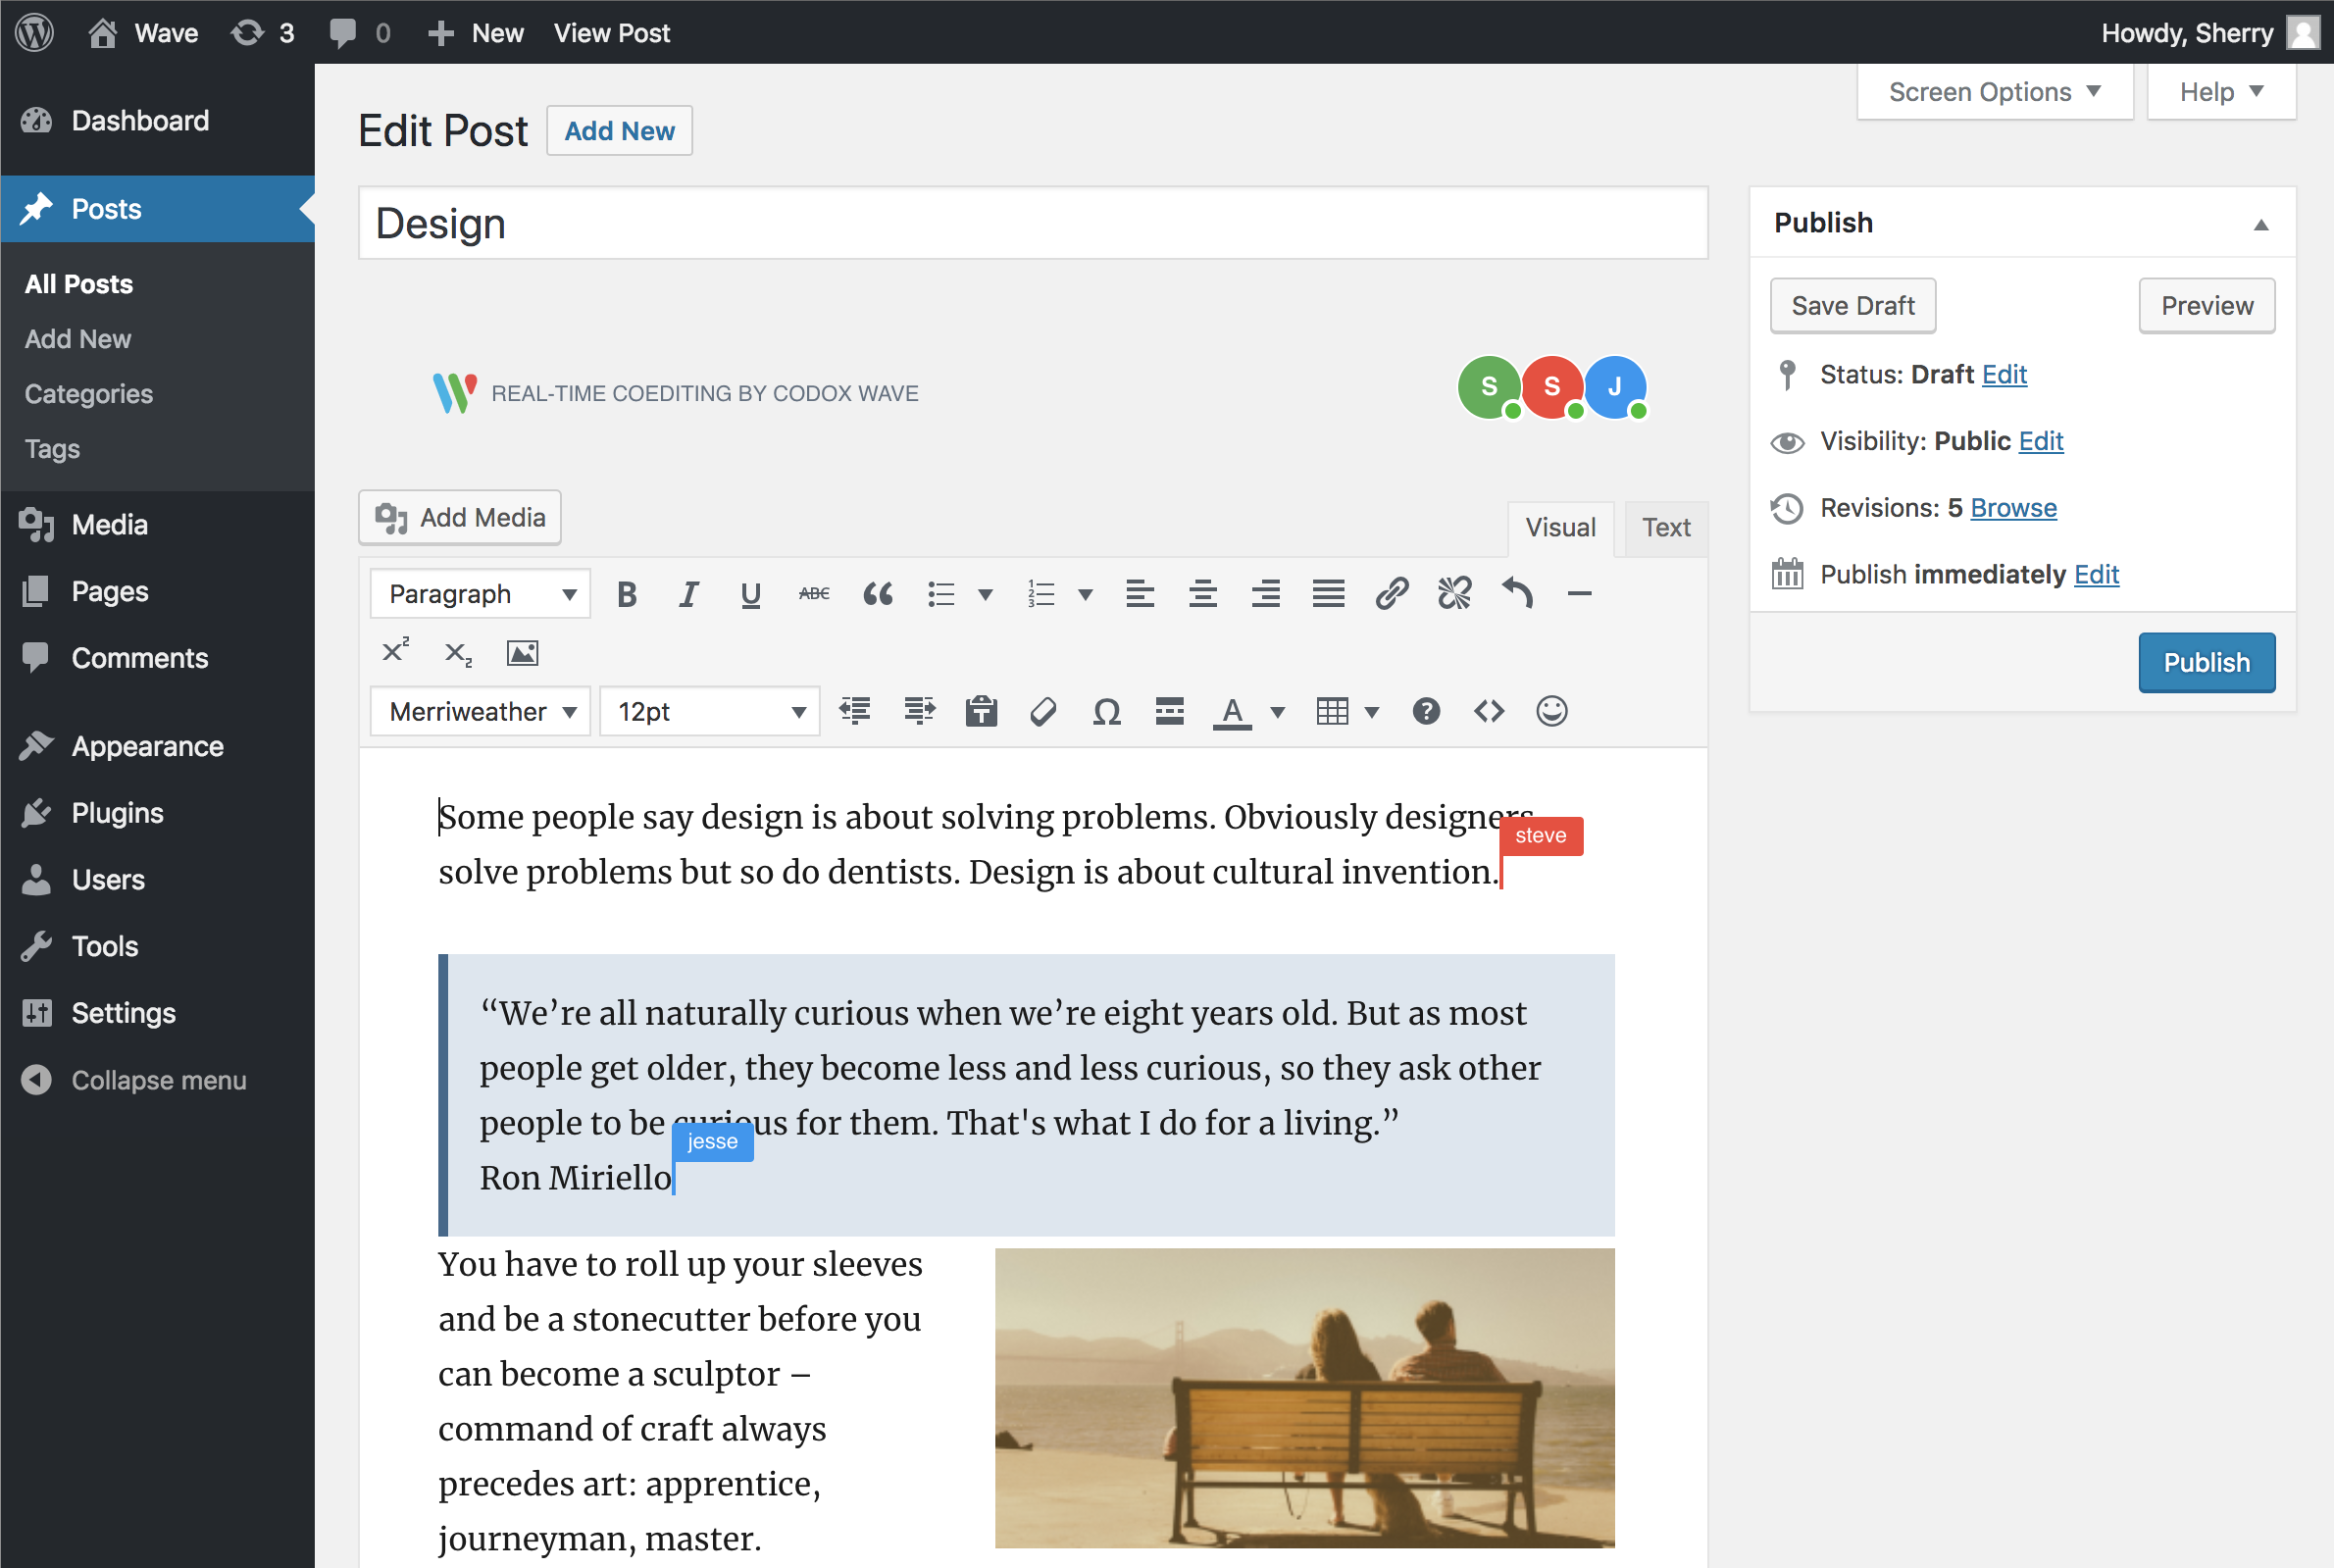 Wave 3 0 New View Post Howdy, Sherry
Screen Options Help
Dashboard
Posts
All Posts
Add New
Categories
Tags
Media
Pages
Comments
Appearance
Plugins
Users
Tools
Settings
Collapse menu
Edit Post Add New
Design
REAL-TIME COEDITING BY CODOX WAVE S S J
Add Media Visual Text
Paragraph B I U ABC
X² X₂
Merriweather 12pt
Some people say design is about solving problems. Obviously designers
steve
solve problems but so do dentists. Design is about cultural invention.
“We’re all naturally curious when we’re eight years old. But as most
people get older, they become less and less curious, so they ask other
people to be curious for them. That's what I do for a living.”
jesse
Ron Miriello
You have to roll up your sleeves
and be a stonecutter before you
can become a sculptor –
command of craft always
precedes art: apprentice,
journeyman, master.
Publish
Save Draft Preview
Status: Draft Edit
Visibility: Public Edit
Revisions: 5 Browse
Publish immediately Edit
Publish